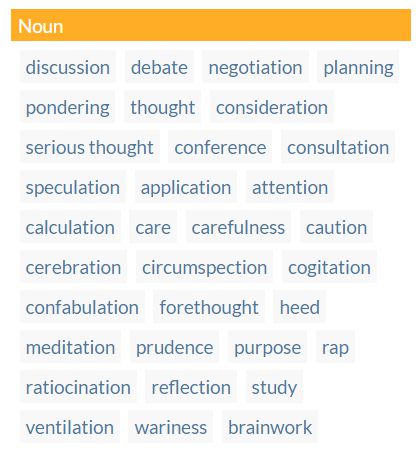 Noun
discussion debate negotiation planning
pondering thought consideration
serious thought conference consultation
speculation application attention
calculation care carefulness caution
cerebration circumspection cogitation
confabulation forethought heed
meditation prudence purpose rap
ratiocination reflection study
ventilation wariness brainwork